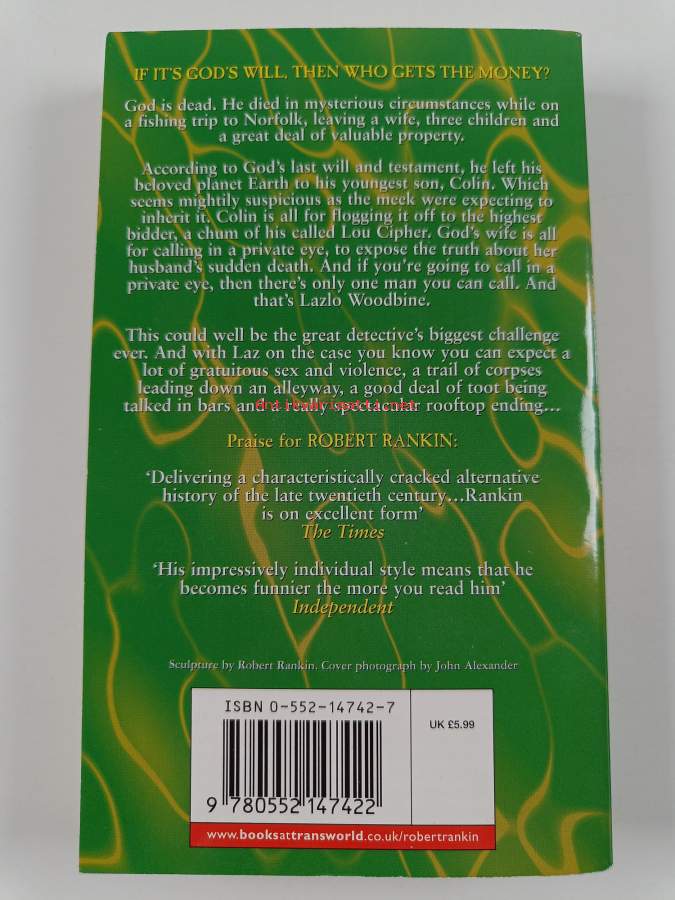 IF IT'S GOD'S WILL, THEN WHO GETS THE MONEY?
God is dead. He died in mysterious circumstances while on
a fishing trip to Norfolk, leaving a wife, three children and
a great deal of valuable property.
According to God's last will and testament, he left his
beloved planet Earth to his youngest son, Colin. Which
seems mightily suspicious as the meek were expecting to
inherit it. Colin is all for flogging it off to the highest
bidder, a chum of his called Lou Cipher. God's wife is all
for calling in a private eye, to expose the truth about her
husband's sudden death. And if you're going to call in a
private eye, then there's only one man you can call. And
that's Lazlo Woodbine.
This could well be the great detective's biggest challenge
ever. And with Laz on the case you know you can expect a
lot of gratuitous sex and violence, a trail of corpses
leading down an alleyway, a good deal of toot being
talked in bars and a really spectacular rooftop ending...
Praise for ROBERT RANKIN:
'Delivering a characteristically cracked alternative
history of the late twentieth century...Rankin
is on excellent form'
The Times
'His impressively individual style means that he
becomes funnier the more you read him'
Independent
Sculpture by Robert Rankin. Cover photograph by John Alexander
ISBN 0-552-14742-7
UK £5.99
9 780552 147422
www.booksattransworld.co.uk/robertrankin